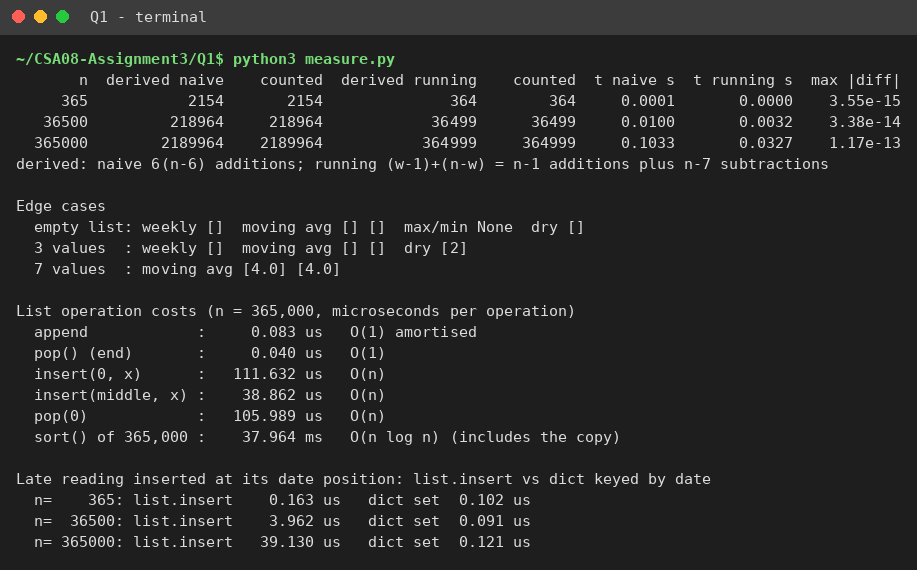 Q1 - terminal
~/CSA08-Assignment3/Q1$ python3 measure.py
       n  derived naive    counted  derived running    counted  t naive s  t running s  max |diff|
     365           2154       2154              364        364     0.0001       0.0000    3.55e-15
   36500         218964     218964            36499      36499     0.0100       0.0032    3.38e-14
  365000        2189964    2189964           364999     364999     0.1033       0.0327    1.17e-13
derived: naive 6(n-6) additions; running (w-1)+(n-w) = n-1 additions plus n-7 subtractions
Edge cases
  empty list: weekly []  moving avg [] []  max/min None  dry []
  3 values  : weekly []  moving avg [] []  dry [2]
  7 values  : moving avg [4.0] [4.0]
List operation costs (n = 365,000, microseconds per operation)
  append            :     0.083 us   O(1) amortised
  pop() (end)       :     0.040 us   O(1)
  insert(0, x)      :   111.632 us   O(n)
  insert(middle, x) :    38.862 us   O(n)
  pop(0)            :   105.989 us   O(n)
  sort() of 365,000 :    37.964 ms   O(n log n) (includes the copy)
Late reading inserted at its date position: list.insert vs dict keyed by date
  n=    365: list.insert    0.163 us   dict set  0.102 us
  n=  36500: list.insert    3.962 us   dict set  0.091 us
  n= 365000: list.insert   39.130 us   dict set  0.121 us